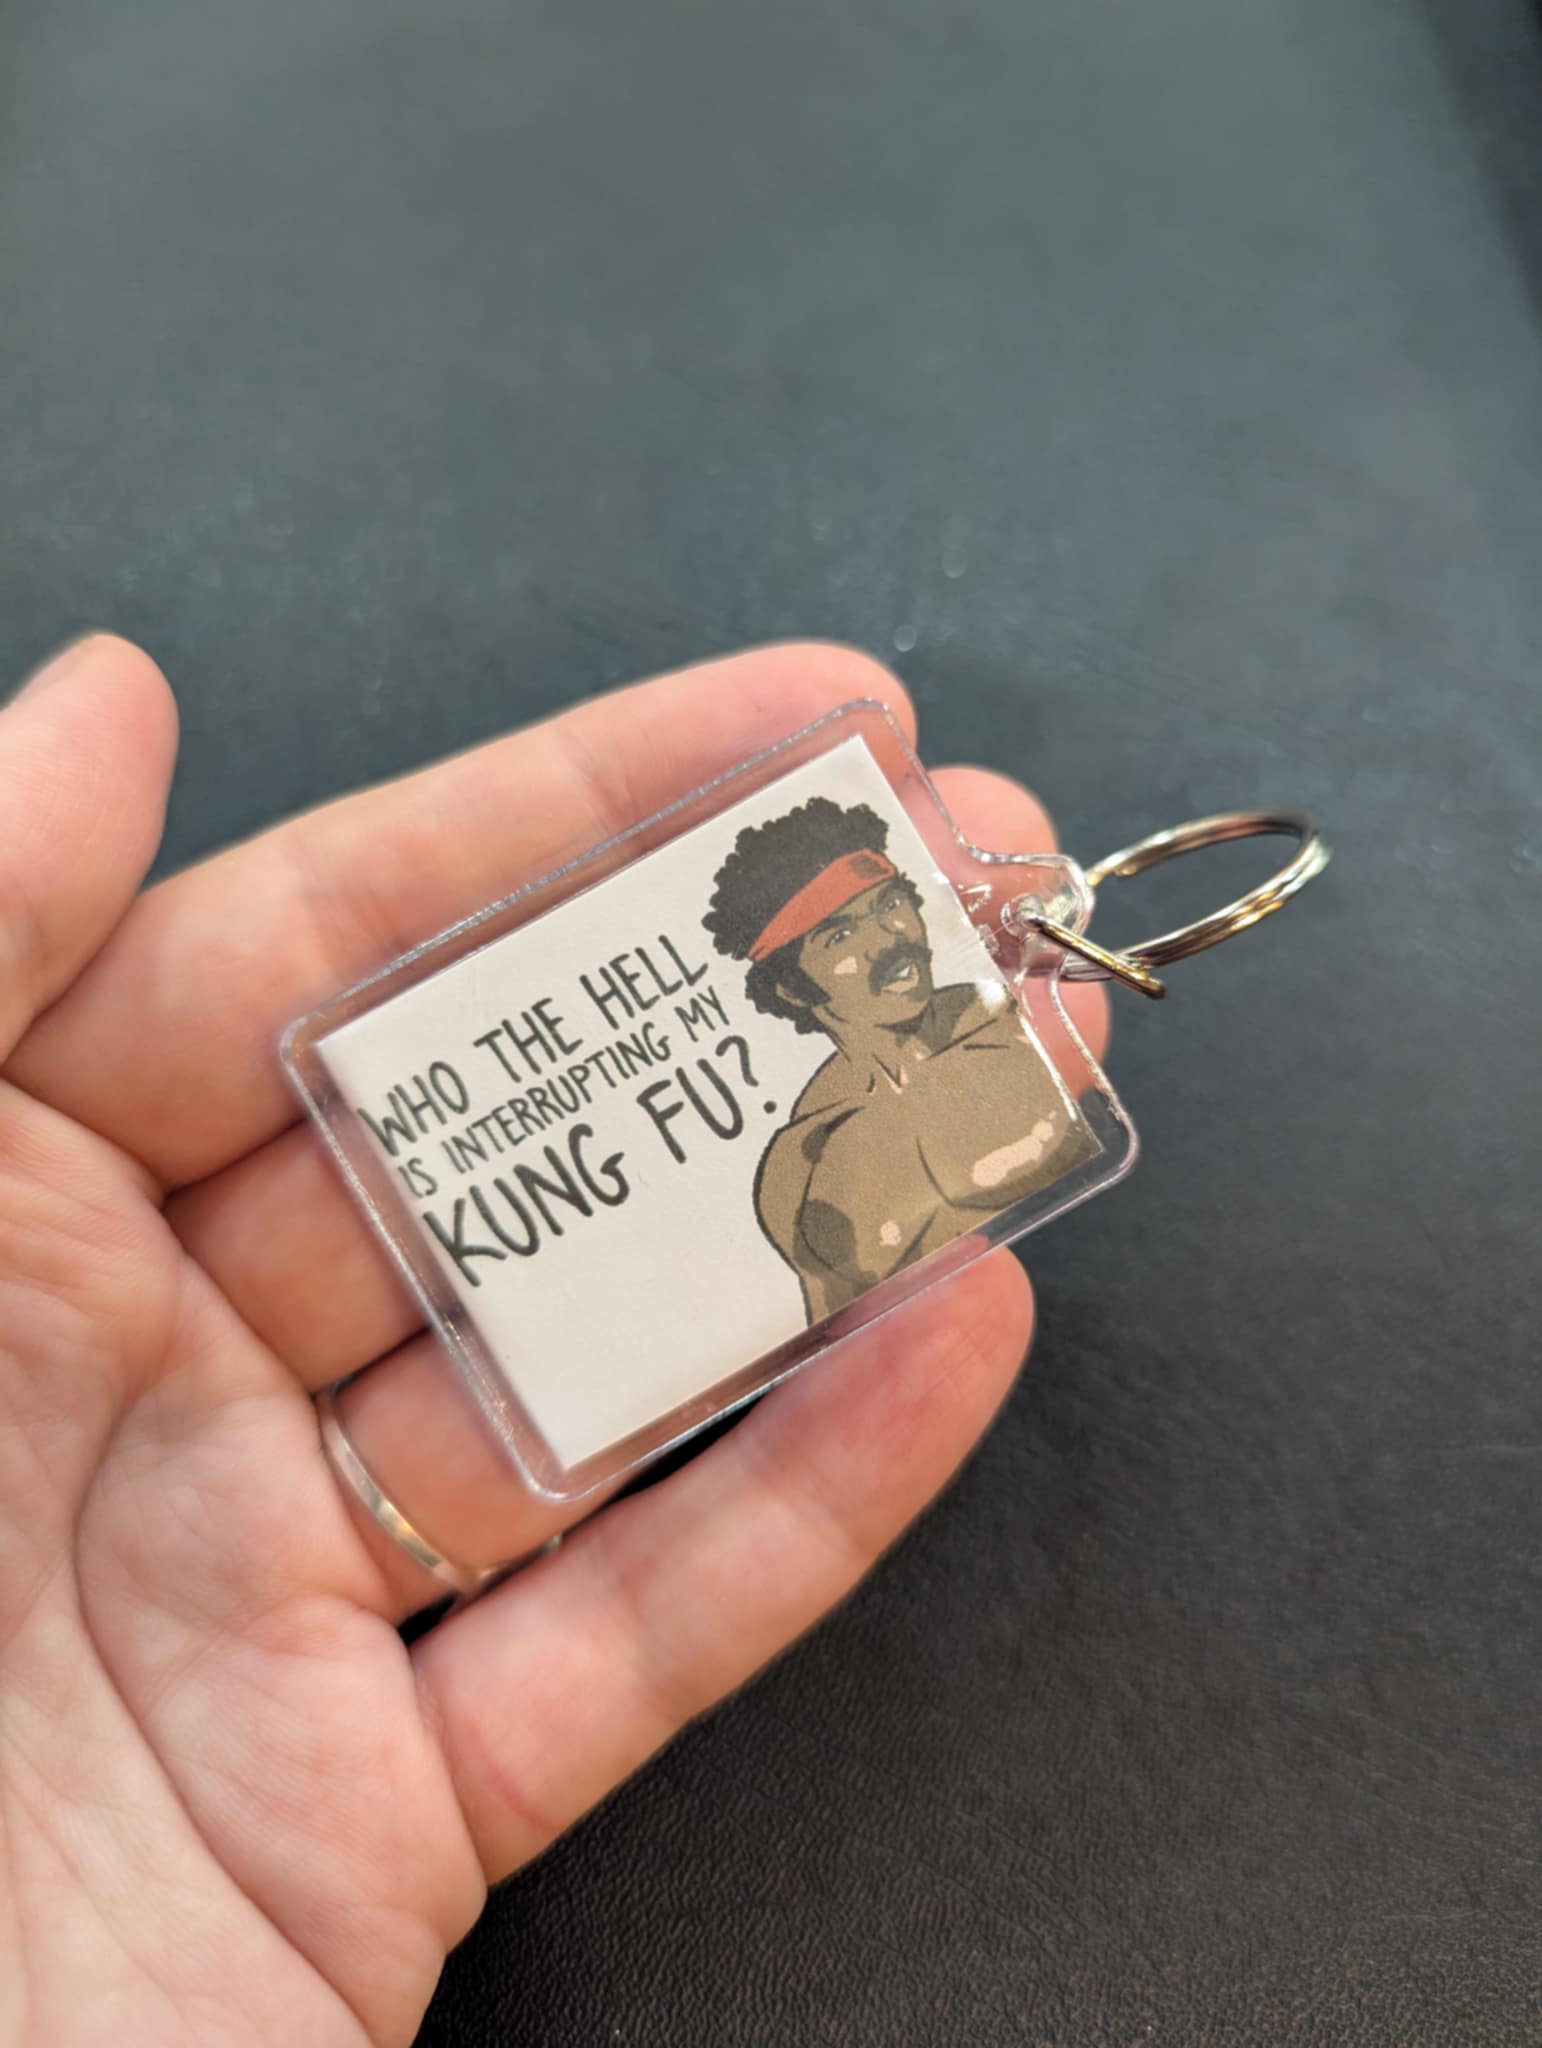 WHO THE HELL
IS INTERRUPTING MY
KUNG FU?